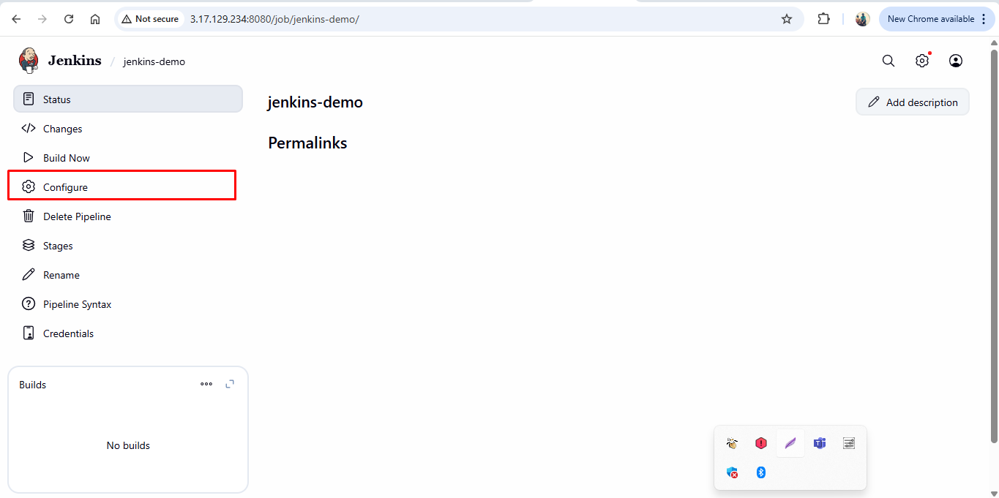 Not secure 3.17.129.234:8080/job/jenkins-demo/ New Chrome available
Jenkins / jenkins-demo
Status
Changes
Build Now
Configure
Delete Pipeline
Stages
Rename
Pipeline Syntax
Credentials
Builds
No builds
jenkins-demo
Add description
Permalinks